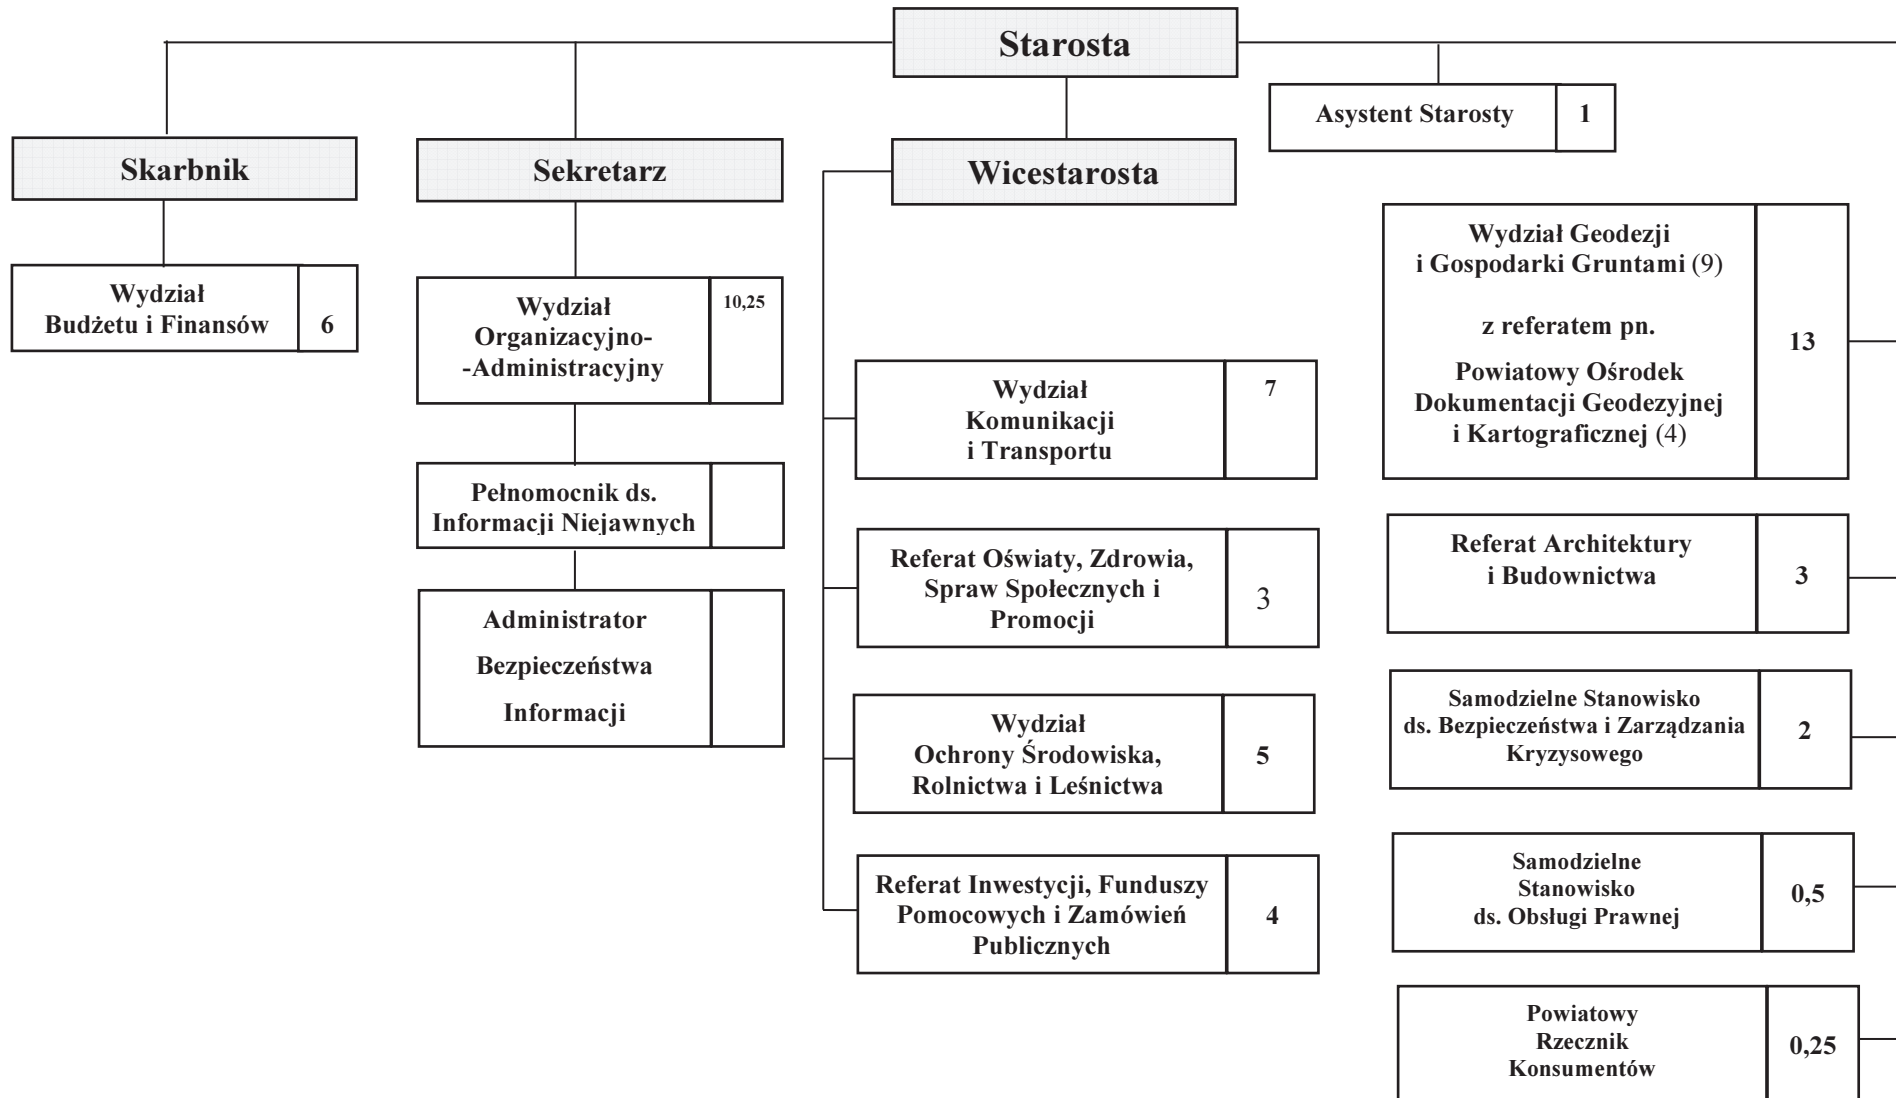 Starosta
Asystent Starosty 1
Skarbnik
Sekretarz
Wicestarosta
Wydział
Budżetu i Finansów 6
Wydział 10,25
Organizacyjno-
-Administracyjny
Pełnomocnik ds.
Informacji Niejawnych
Administrator
Bezpieczeństwa
Informacji
Wydział 7
Komunikacji
i Transportu
Referat Oświaty, Zdrowia,
Spraw Społecznych i 3
Promocji
Wydział
Ochrony Środowiska, 5
Rolnictwa i Leśnictwa
Referat Inwestycji, Funduszy
Pomocowych i Zamówień 4
Publicznych
Wydział Geodezji
i Gospodarki Gruntami (9)
z referatem pn. 13
Powiatowy Ośrodek
Dokumentacji Geodezyjnej
i Kartograficznej (4)
Referat Architektury
i Budownictwa 3
Samodzielne Stanowisko
ds. Bezpieczeństwa i Zarządzania 2
Kryzysowego
Samodzielne
Stanowisko 0,5
ds. Obsługi Prawnej
Powiatowy
Rzecznik 0,25
Konsumentów